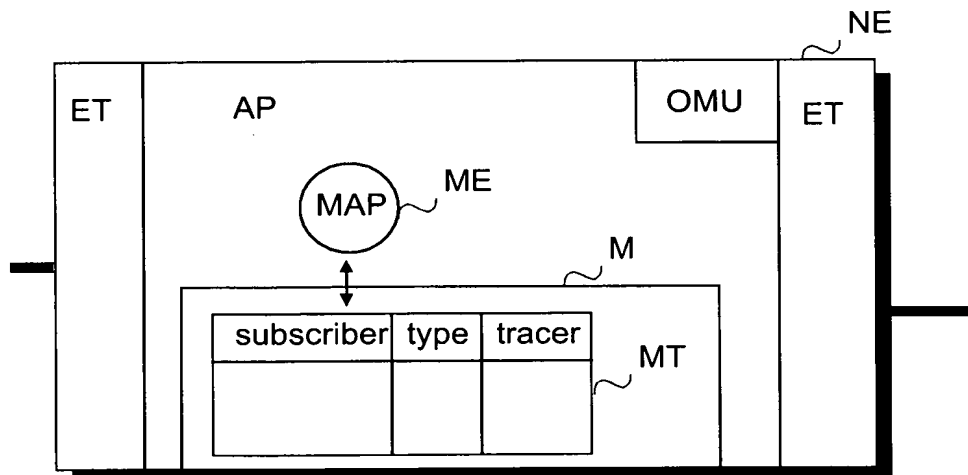 NE
ET AP OMU ET
MAP ME
M
subscriber type tracer
MT